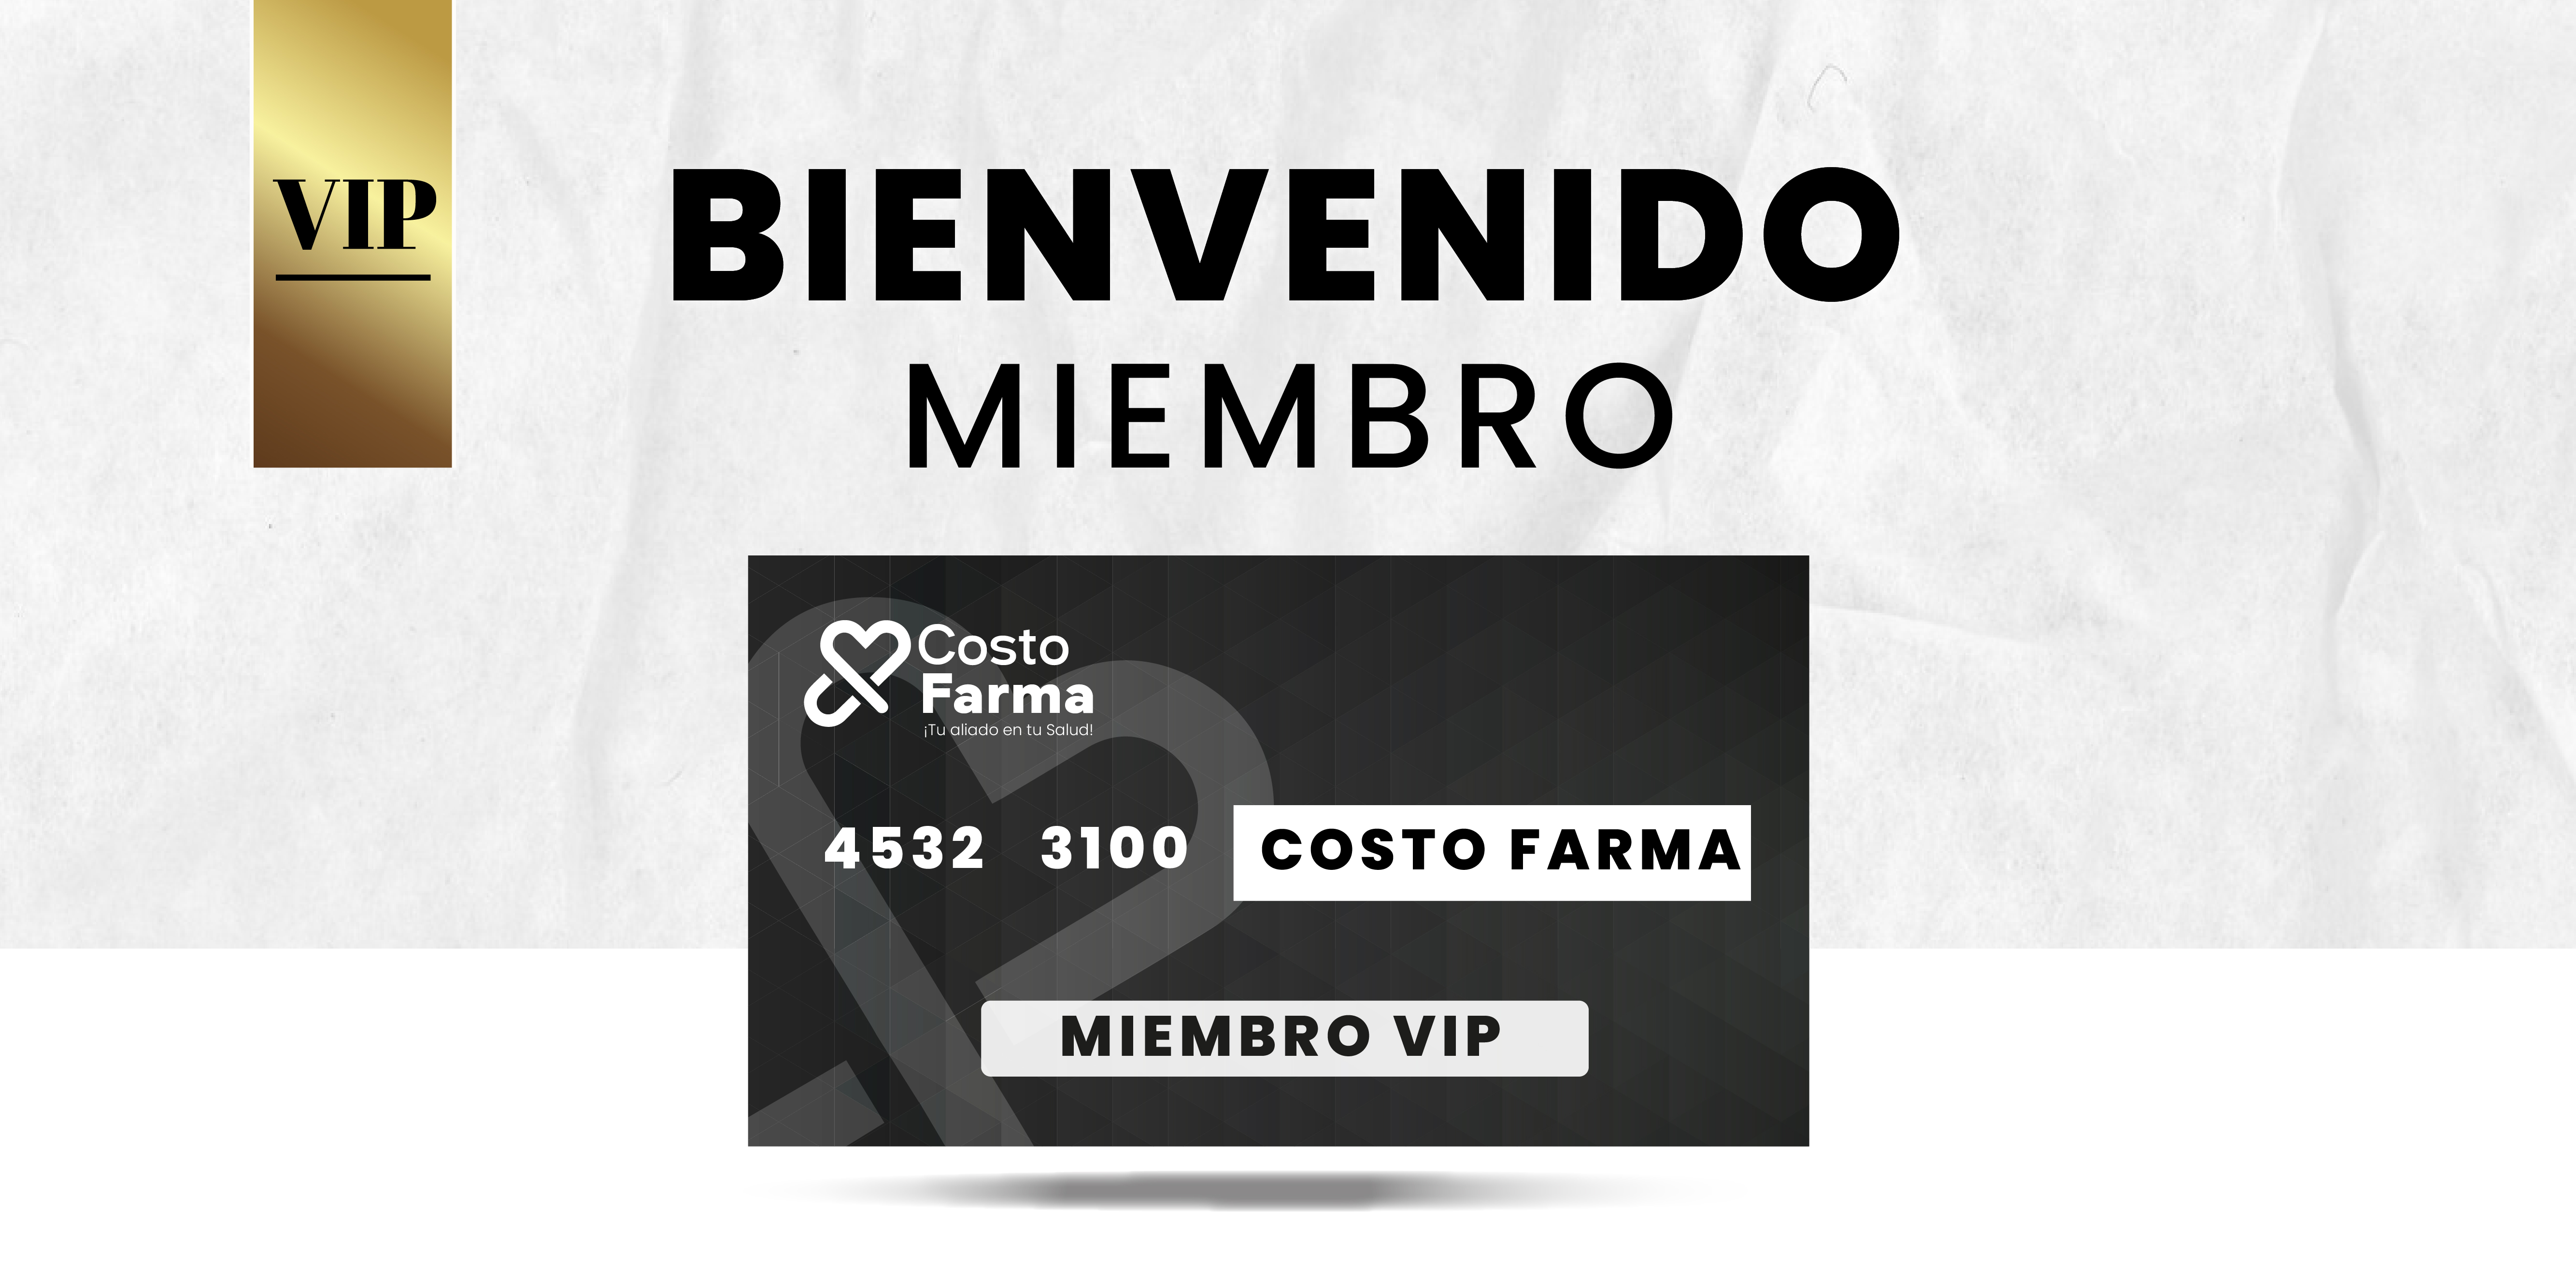 VIP
BIENVENIDO
MIEMBRO
Costo
Farma
¡Tu aliado en tu Salud!
4532 3100 COSTO FARMA
MIEMBRO VIP